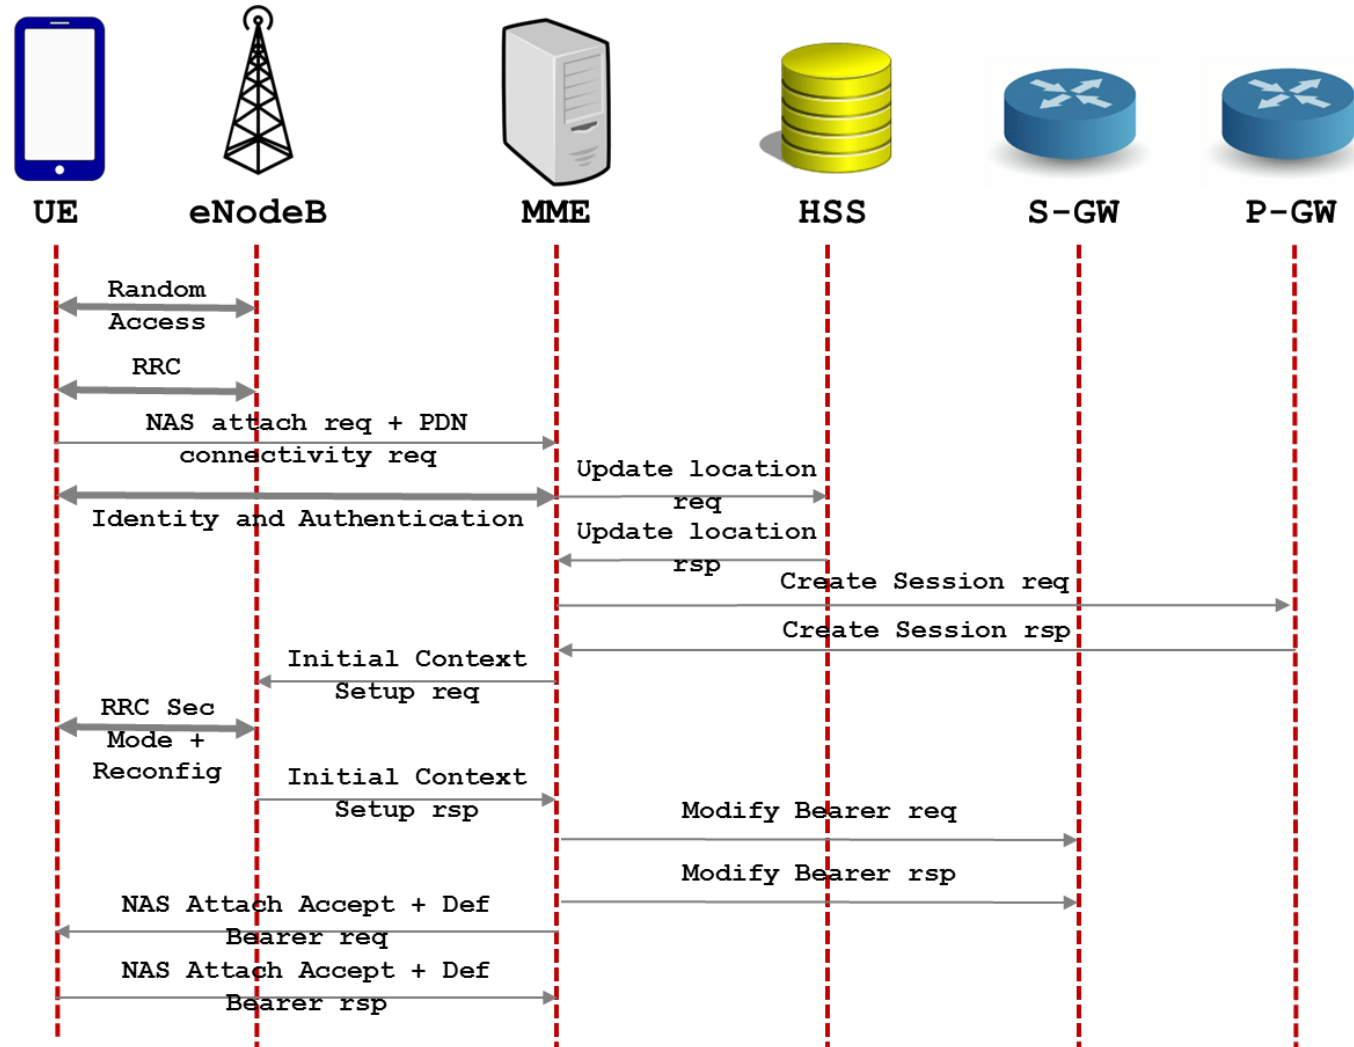 UE
eNodeB
MME
HSS
S-GW
P-GW
Random
Access
RRC
NAS attach req + PDN
connectivity req
Update location
req
Identity and Authentication
Update location
rsp
Create Session req
Create Session rsp
Initial Context
Setup req
RRC Sec
Mode +
Reconfig
Initial Context
Setup rsp
Modify Bearer req
Modify Bearer rsp
NAS Attach Accept + Def
Bearer req
NAS Attach Accept + Def
Bearer rsp